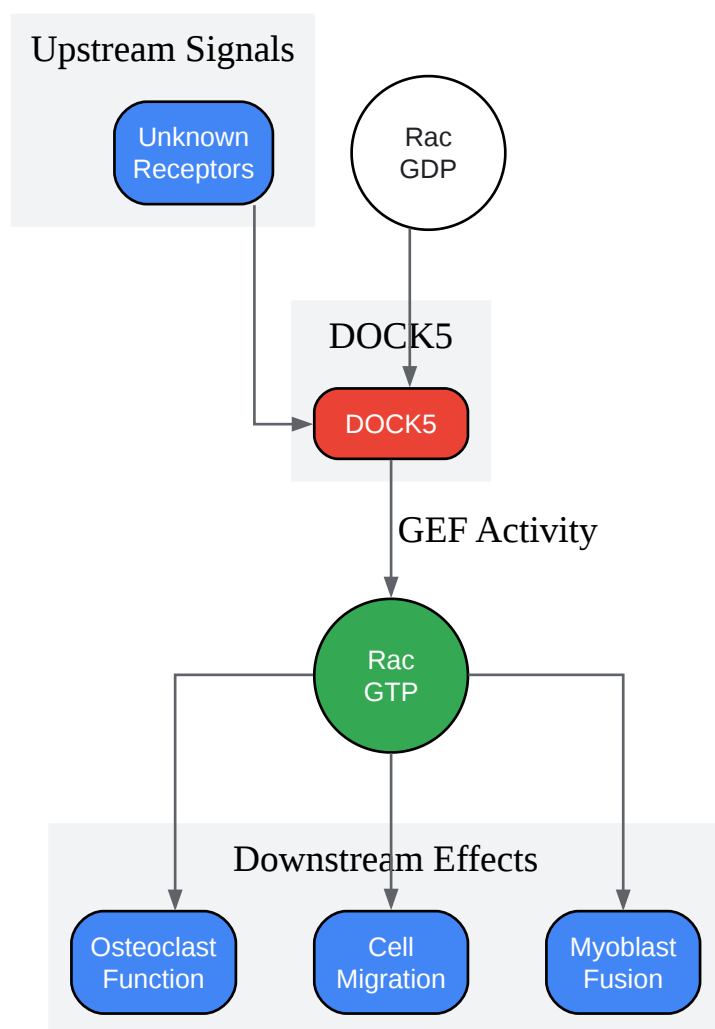 Upstream Signals
Unknown
Receptors
Rac
GDP
DOCK5
DOCK5
GEF Activity
Rac
GTP
Downstream Effects
Osteoclast
Function
Cell
Migration
Myoblast
Fusion